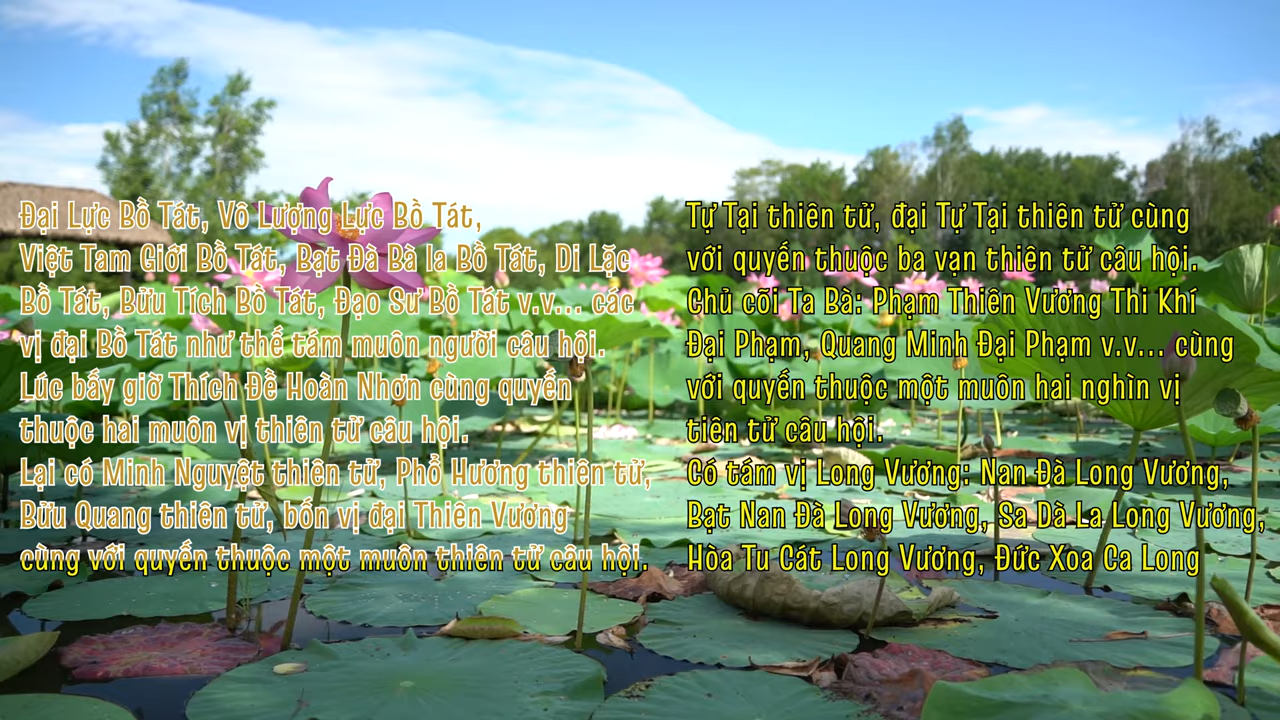 Đại Lực Bồ Tát, Vô Lượng Lực Bồ Tát,
Việt Tam Giới Bồ Tát, Bạt Đà Bà la Bồ Tát, Di Lặc
Bồ Tát, Bửu Tích Bồ Tát, Đạo Sư Bồ Tát v.v... các
vị đại Bồ Tát như thế tám muôn người câu hội.
Lúc bấy giờ Thích Đề Hoàn Nhơn cùng quyến
thuộc hai muôn vị thiên tử câu hội.
Lại có Minh Nguyệt thiên tử, Phổ Hương thiên tử,
Bửu Quang thiên tử, bốn vị đại Thiên Vương
cùng với quyến thuộc một muôn thiên tử câu hội.
Tự Tại thiên tử, đại Tự Tại thiên tử cùng
với quyến thuộc ba vạn thiên tử câu hội.
Chủ cõi Ta Bà: Phạm Thiên Vương Thi Khí
Đại Phạm, Quang Minh Đại Phạm v.v... cùng
với quyến thuộc một muôn hai nghìn vị
tiên tử câu hội.
Có tám vị Long Vương: Nan Đà Long Vương,
Bạt Nan Đà Long Vương, Sa Dà La Long Vương,
Hòa Tu Cát Long Vương, Đức Xoa Ca Long